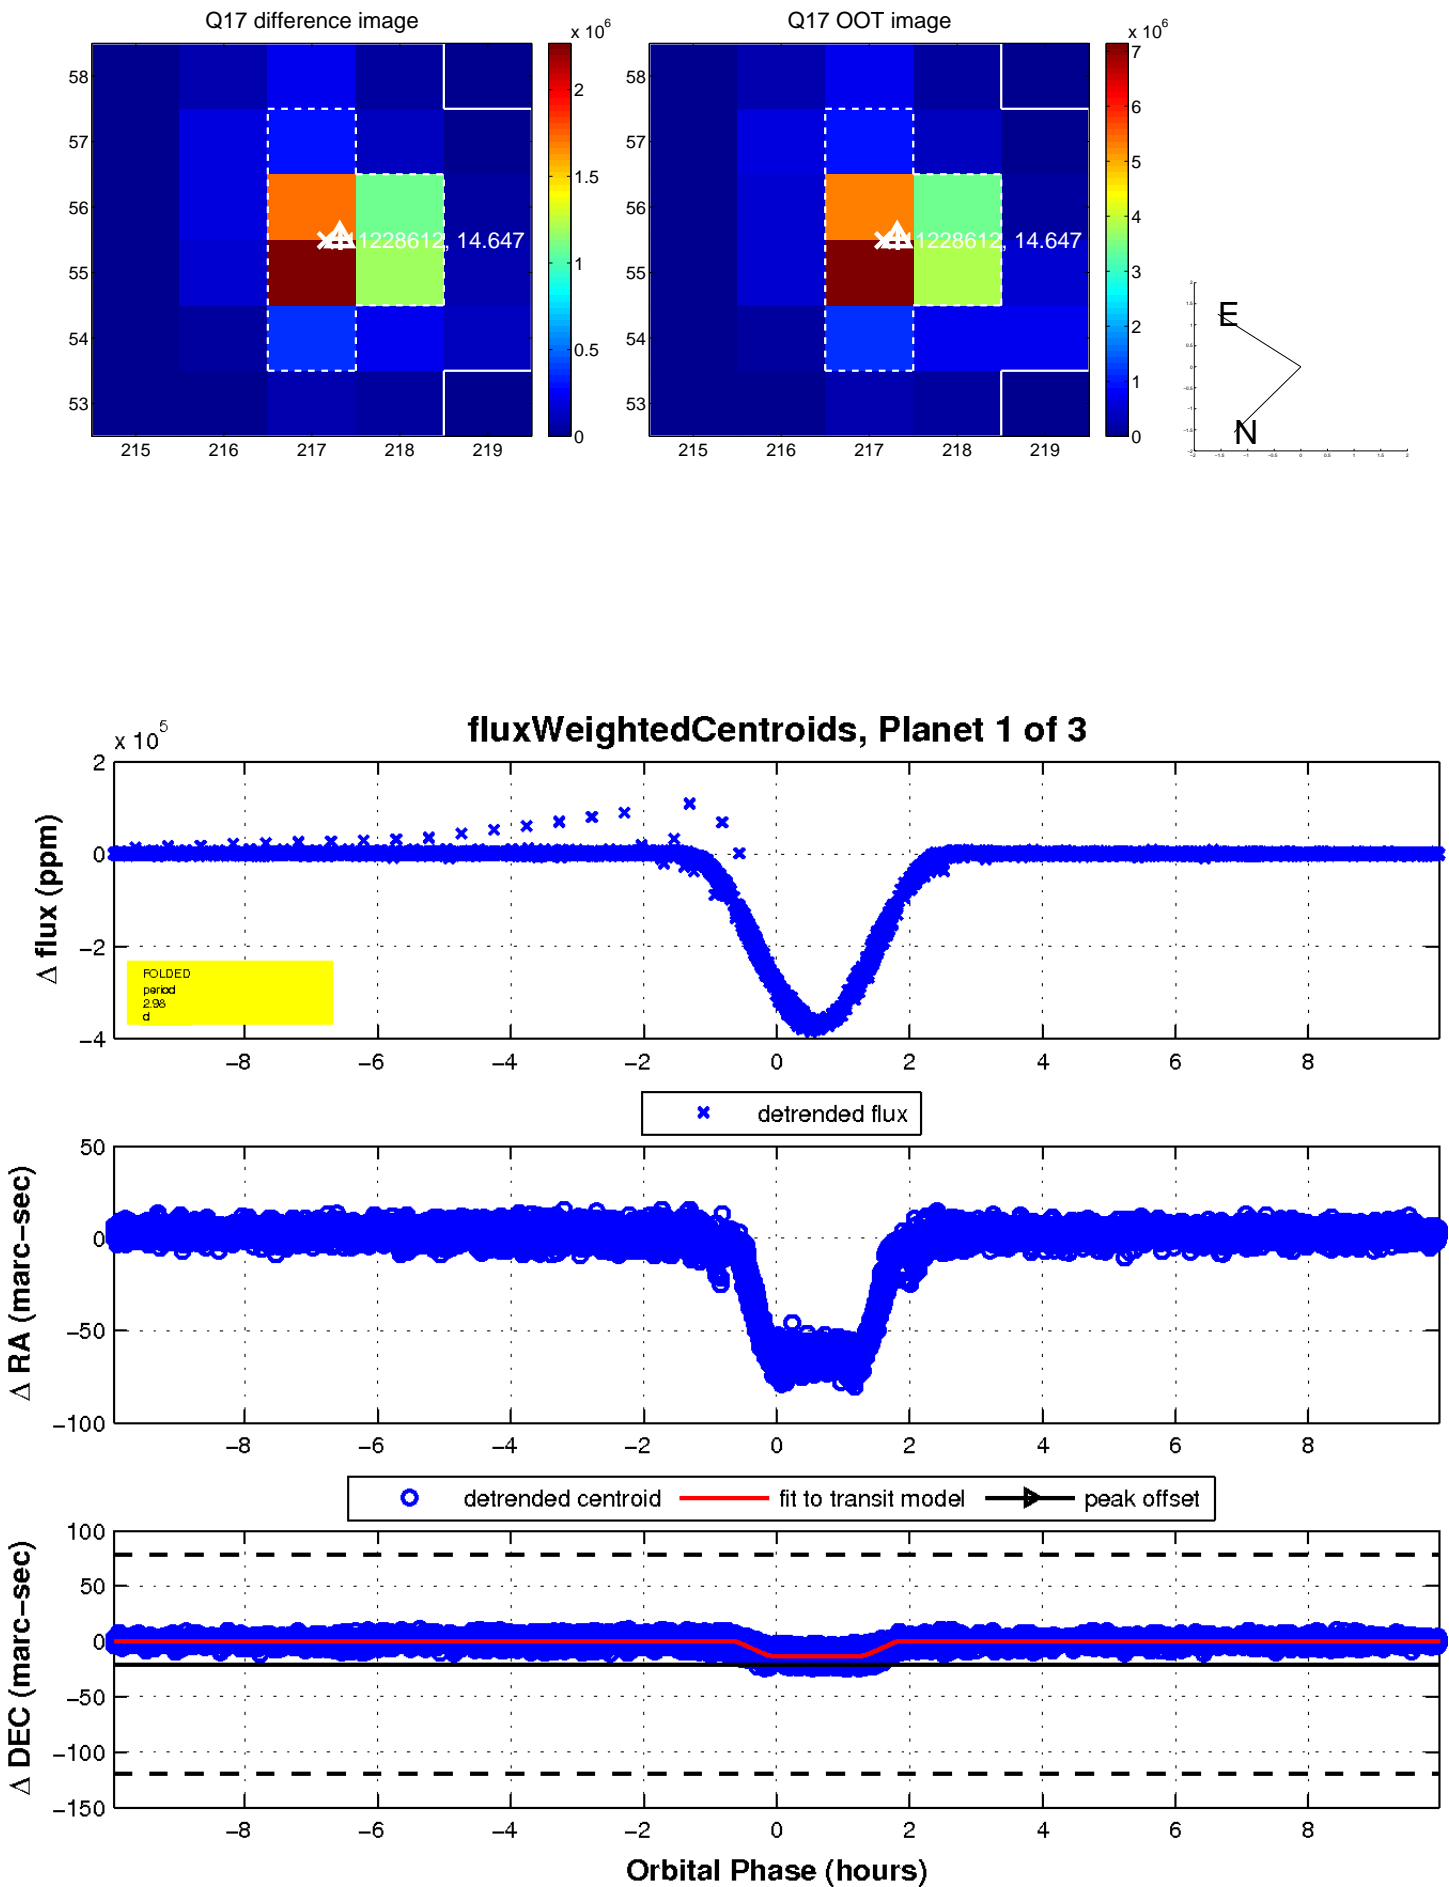 Q17 difference image
x 10^6
58
57
56
55
54
53
215 216 217 218 219
2
1.5
1
0.5
0
11228612, 14.647
Q17 OOT image
x 10^6
58
57
56
55
54
53
215 216 217 218 219
7
6
5
4
3
2
1
0
11228612, 14.647
E
N
fluxWeightedCentroids, Planet 1 of 3
x 10^5
Δ flux (ppm)
2
0
−2
−4
FOLDED
period
2.98
d
−8 −6 −4 −2 0 2 4 6 8
detrended flux
Δ RA (marc−sec)
50
0
−50
−100
−8 −6 −4 −2 0 2 4 6 8
detrended centroid fit to transit model peak offset
Δ DEC (marc−sec)
100
50
0
−50
−100
−150
−8 −6 −4 −2 0 2 4 6 8
Orbital Phase (hours)